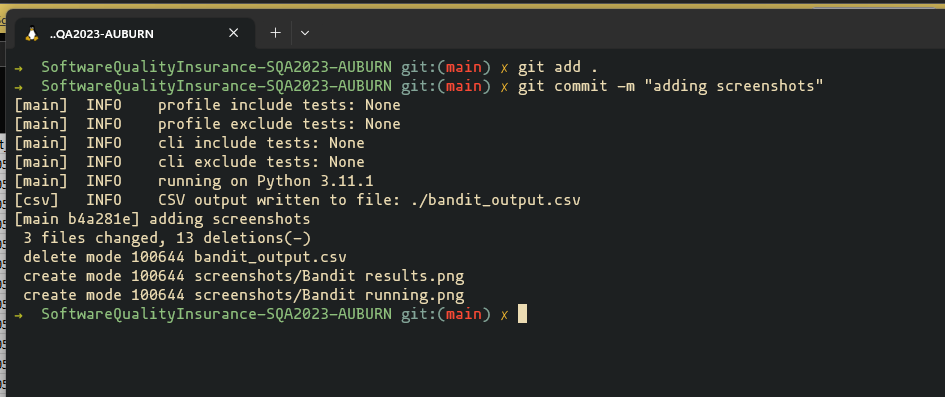 ..QA2023-AUBURN
→ SoftwareQualityInsurance-SQA2023-AUBURN git:(main) ✗ git add .
→ SoftwareQualityInsurance-SQA2023-AUBURN git:(main) ✗ git commit -m "adding screenshots"
[main] INFO profile include tests: None
[main] INFO profile exclude tests: None
[main] INFO cli include tests: None
[main] INFO cli exclude tests: None
[main] INFO running on Python 3.11.1
[csv] INFO CSV output written to file: ./bandit_output.csv
[main b4a281e] adding screenshots
3 files changed, 13 deletions(-)
delete mode 100644 bandit_output.csv
create mode 100644 screenshots/Bandit results.png
create mode 100644 screenshots/Bandit running.png
→ SoftwareQualityInsurance-SQA2023-AUBURN git:(main) ✗